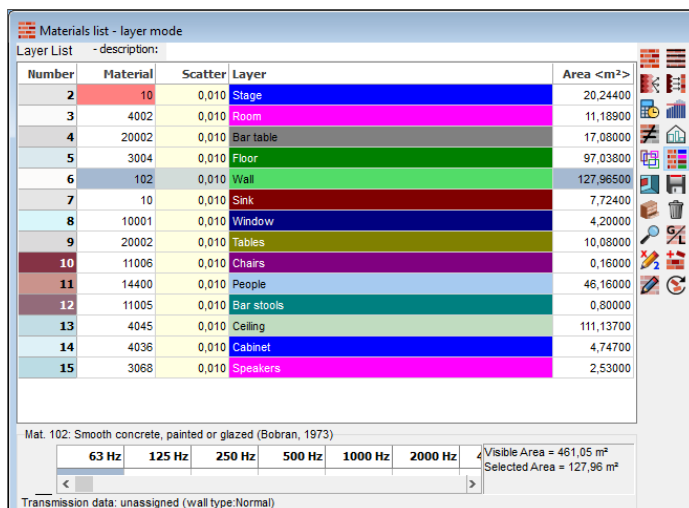 Materials list - layer mode
Layer List - description:
Number Material Scatter Layer Area <m²>
2 10 0,010 Stage 20,24400
3 4002 0,010 Room 11,18900
4 20002 0,010 Bar table 17,08000
5 3004 0,010 Floor 97,03800
6 102 0,010 Wall 127,96500
7 10 0,010 Sink 7,72400
8 10001 0,010 Window 4,20000
9 20002 0,010 Tables 10,08000
10 11006 0,010 Chairs 0,16000
11 14400 0,010 People 46,16000
12 11005 0,010 Bar stools 0,80000
13 4045 0,010 Ceiling 111,13700
14 4036 0,010 Cabinet 4,74700
15 3068 0,010 Speakers 2,53000
Mat. 102: Smooth concrete, painted or glazed (Bobran, 1973)
63 Hz 125 Hz 250 Hz 500 Hz 1000 Hz 2000 Hz
Visible Area = 461,05 m²
Selected Area = 127,96 m²
Transmission data: unassigned (wall type:Normal)